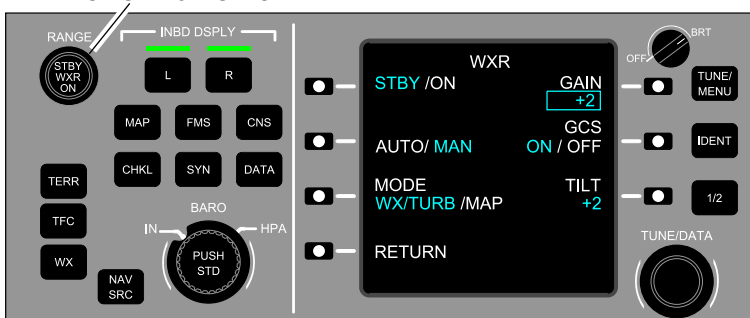 RANGE
STBY
WXR
ON
INBD DSPLY
L
R
MAP
FMS
CNS
CHKL
SYN
DATA
TERR
TFC
WX
NAV
SRC
BARO
IN
HPA
PUSH
STD
WXR
STBY /ON
GAIN
+2
GCS
AUTO/ MAN
ON / OFF
MODE
TILT
WX/TURB /MAP
+2
RETURN
OFF
BRT
TUNE/
MENU
IDENT
1/2
TUNE/DATA